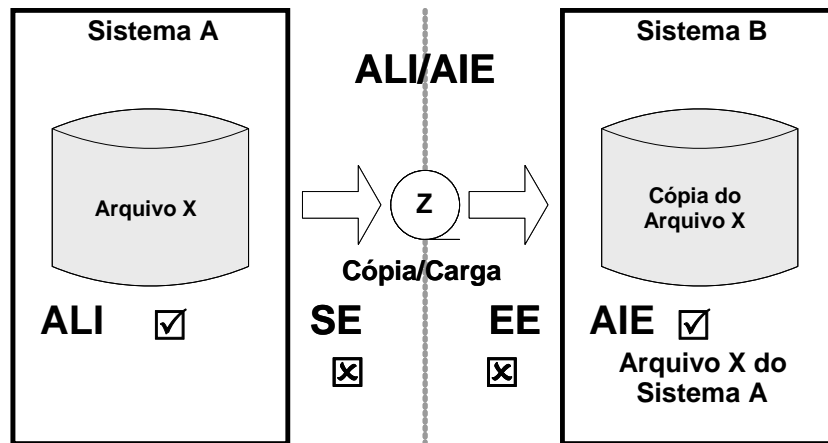 Sistema A
Sistema B
ALI/AIE
Arquivo X
Z
Cópia do
Arquivo X
Cópia/Carga
ALI
SE
EE
AIE
Arquivo X do
Sistema A